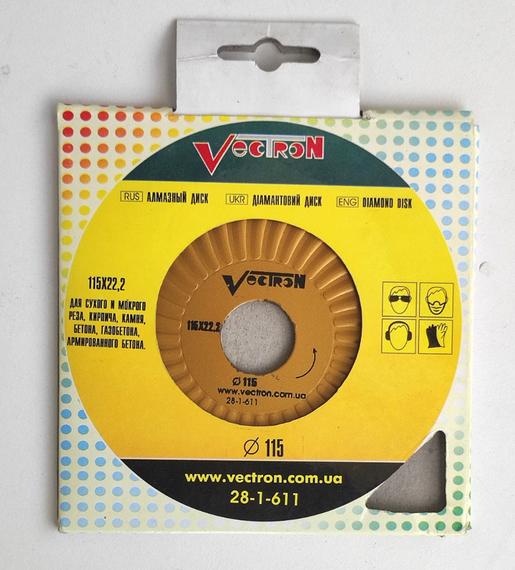 VECTRON
RUS АЛМАЗНЫЙ ДИСК UKR ДІАМАНТОВИЙ ДИСК ENG DIAMOND DISK
115X22,2
ДЛЯ СУХОГО И МОКРОГО
РЕЗА, КИРПИЧА, КАМНЯ,
БЕТОНА, ГАЗОБЕТОНА,
АРМИРОВАННОГО БЕТОНА.
VECTRON
115X22,2
Ø 115
www.vectron.com.ua
28-1-611
Ø 115
www.vectron.com.ua
28-1-611